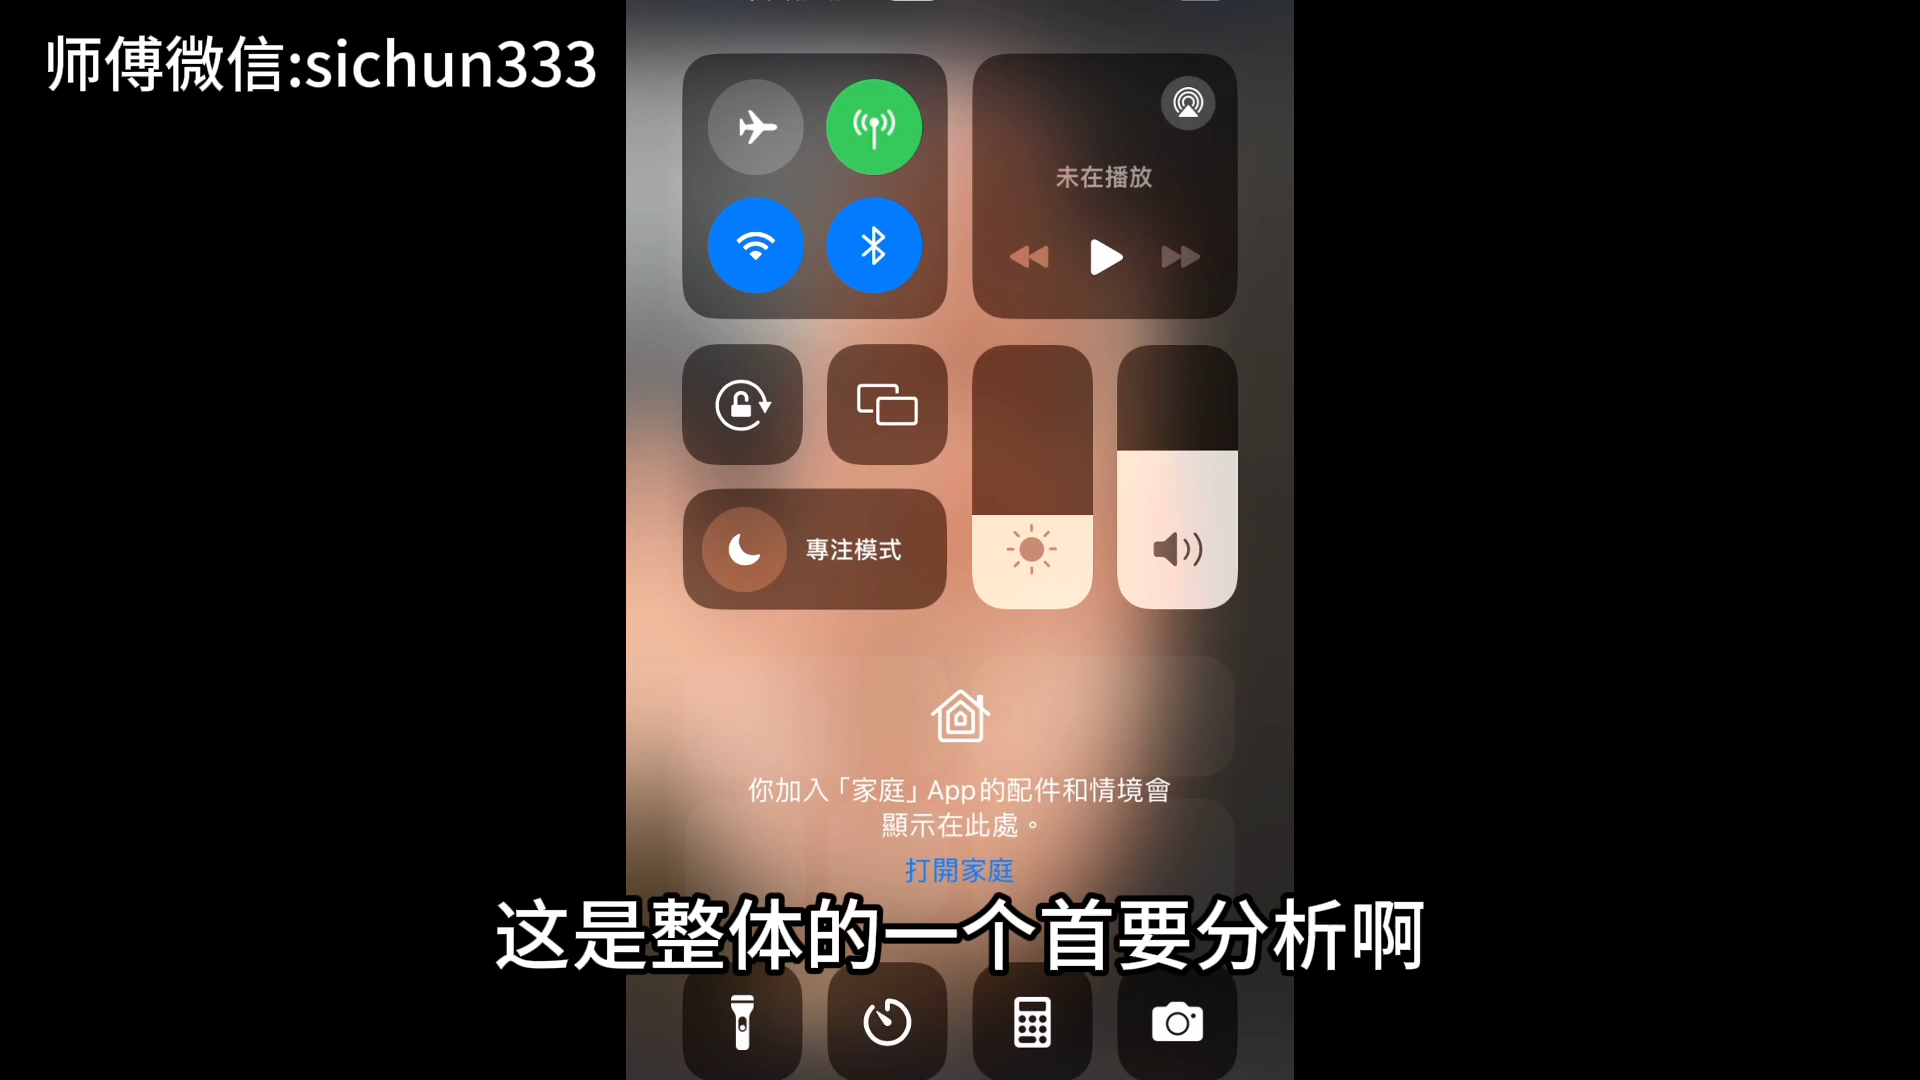 师傅微信:sichun333
未在播放
專注模式
你加入「家庭」App的配件和情境會
顯示在此處。
打開家庭
这是整体的一个首要分析啊